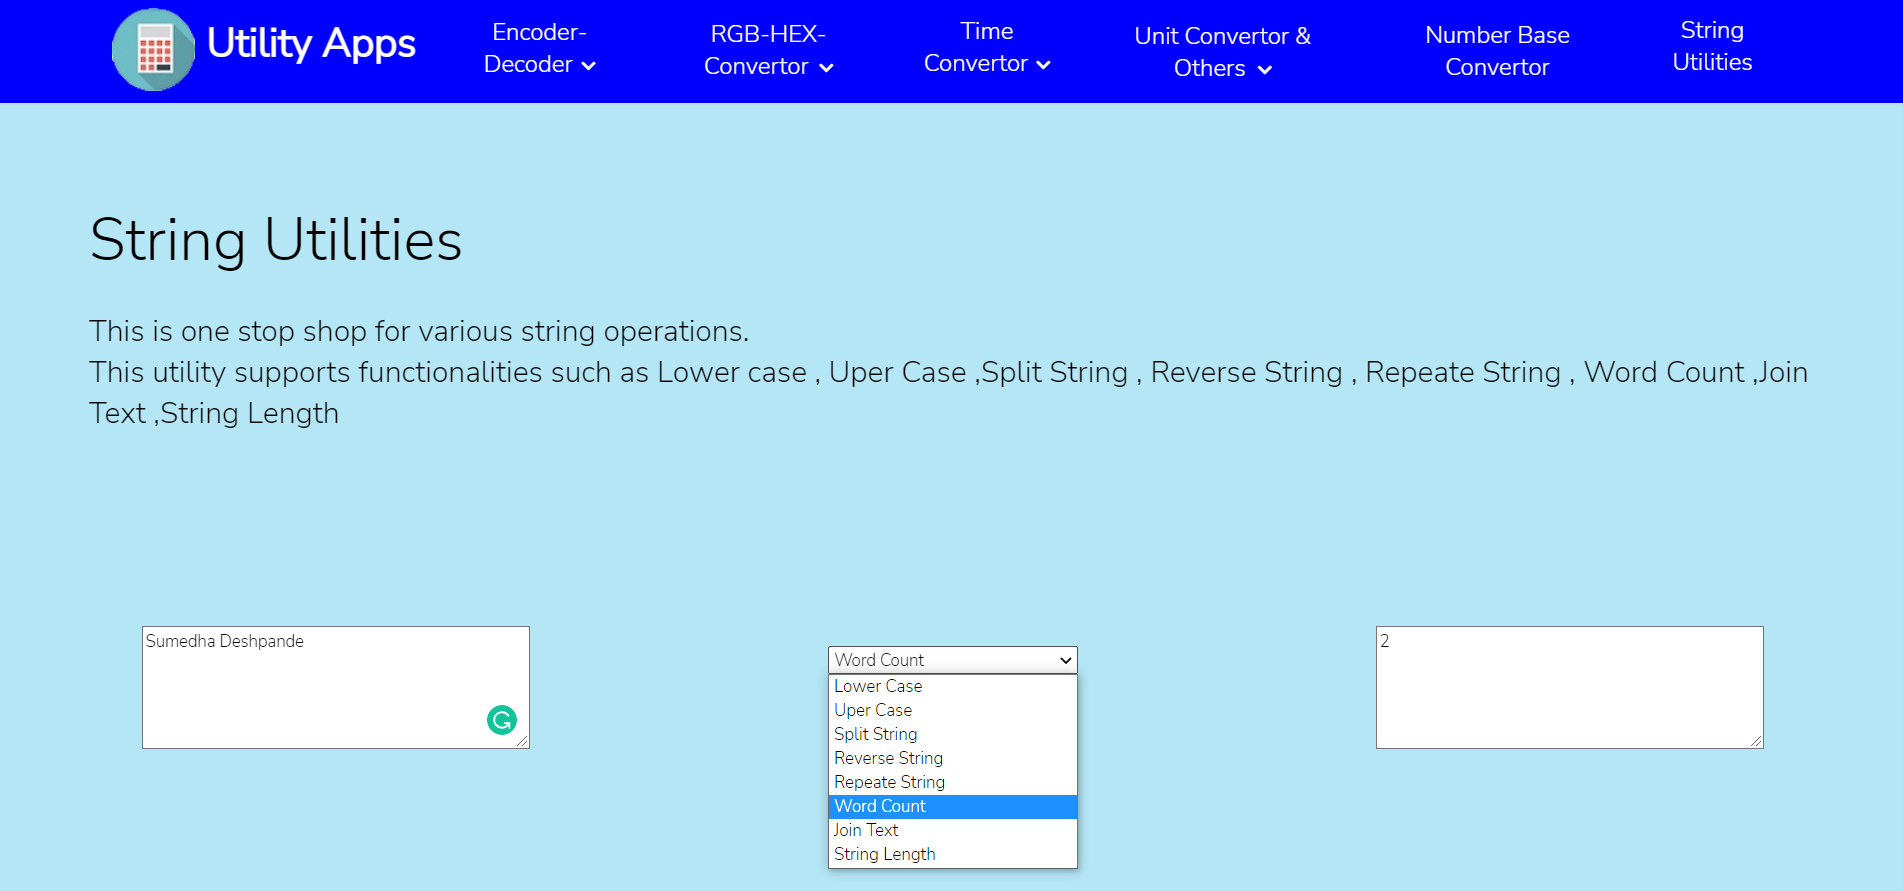 Utility Apps
Encoder-
Decoder
RGB-HEX-
Convertor
Time
Convertor
Unit Convertor &
Others
Number Base
Convertor
String
Utilities
String Utilities
This is one stop shop for various string operations.
This utility supports functionalities such as Lower case , Uper Case ,Split String , Reverse String , Repeate String , Word Count ,Join
Text ,String Length
Sumedha Deshpande
Word Count
Lower Case
Uper Case
Split String
Reverse String
Repeate String
Word Count
Join Text
String Length
2